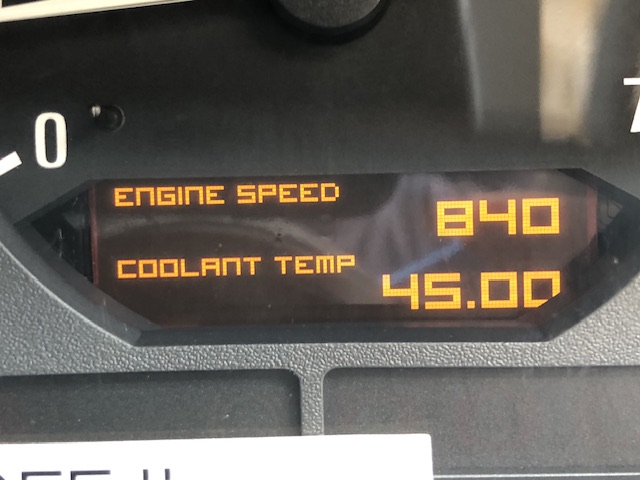 0
ENGINE SPEED
840
COOLANT TEMP
45.00